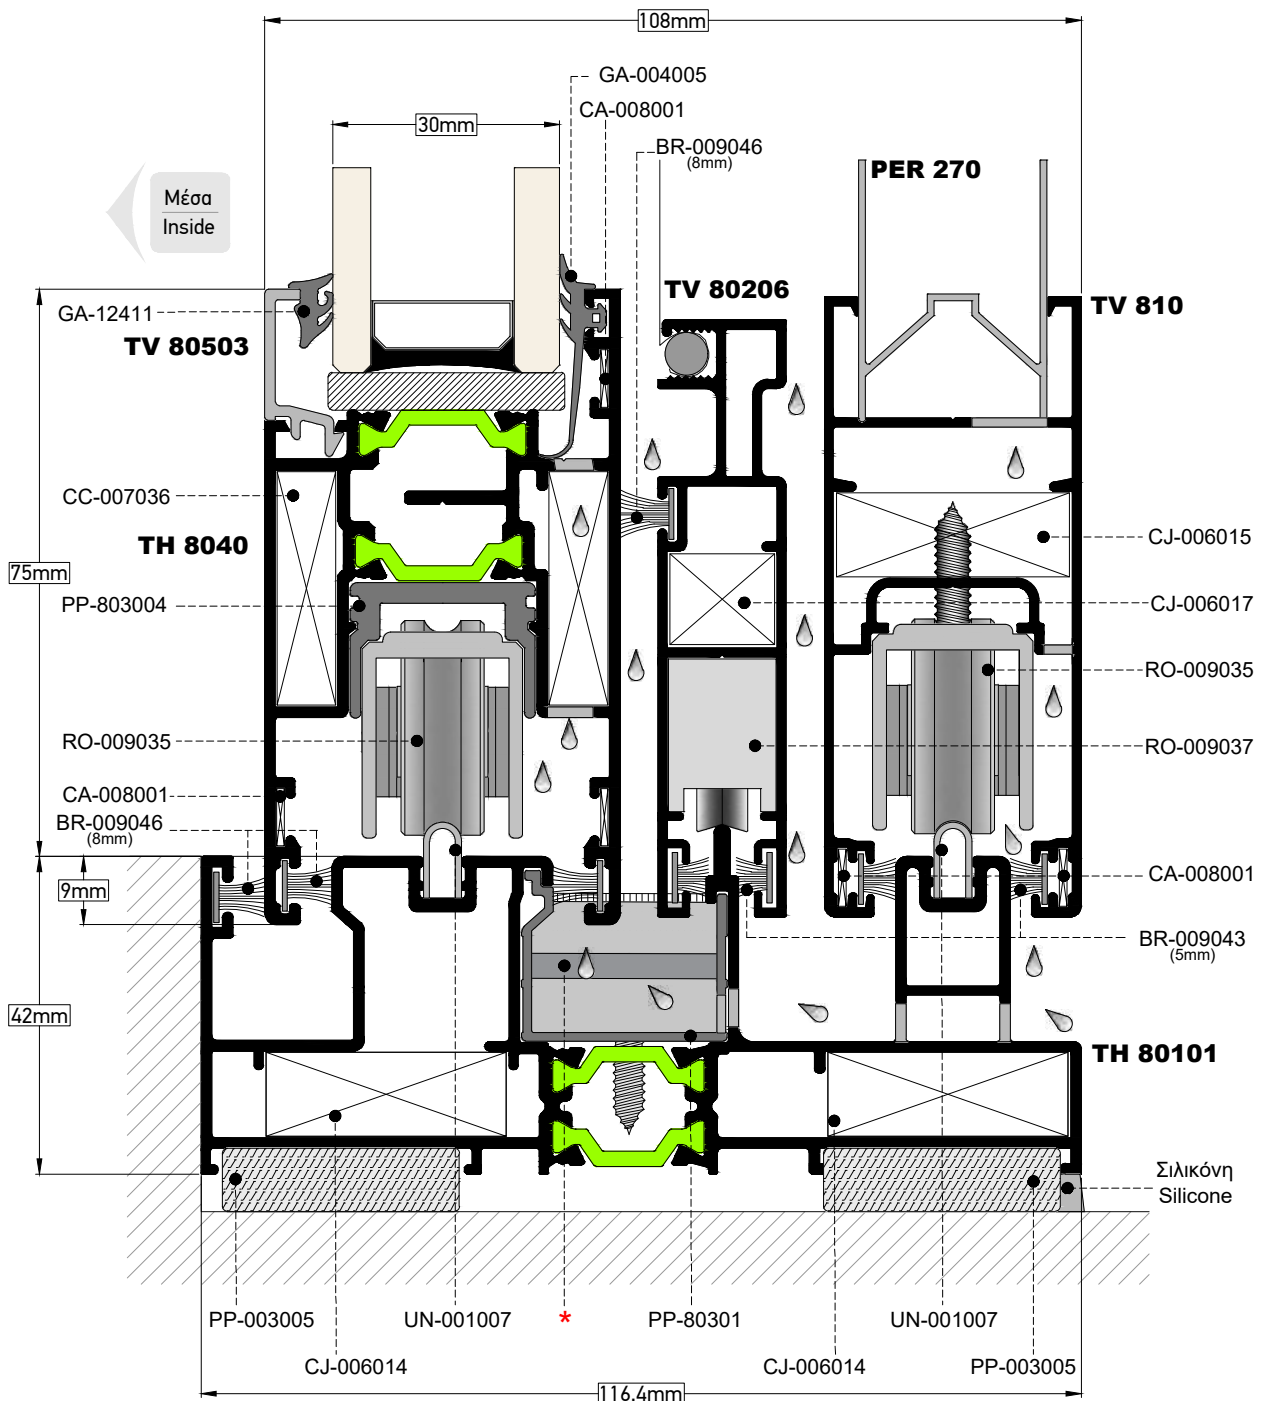 108mm
GA-004005
CA-008001
30mm
BR-009046
(8mm)
PER 270
Μέσα
Inside
TV 80206
TV 810
GA-12411
TV 80503
CC-007036
TH 8040
CJ-006015
75mm
PP-803004
CJ-006017
RO-009035
RO-009035
RO-009037
CA-008001
BR-009046
(8mm)
9mm
CA-008001
BR-009043
(5mm)
42mm
TH 80101
Σιλικόνη
Silicone
PP-003005
UN-001007
*
PP-80301
UN-001007
CJ-006014
CJ-006014
PP-003005
116.4mm